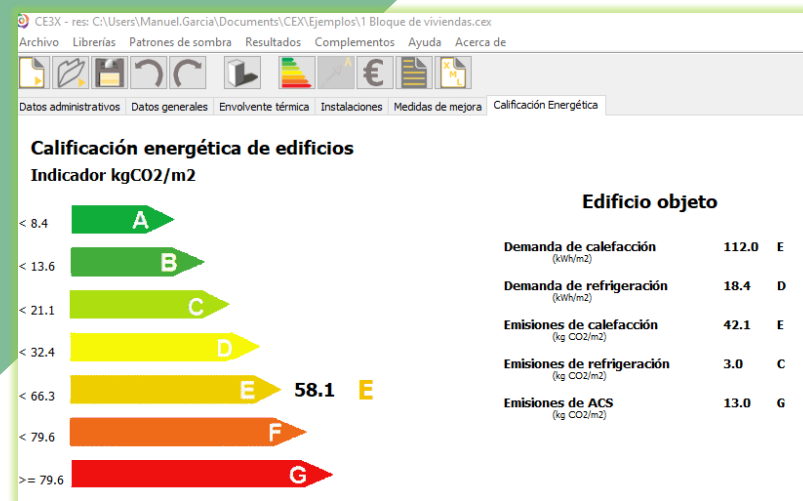 CE3X - res: C:\Users\Manuel.Garcia\Documents\CEX\Ejemplos\1 Bloque de viviendas.cex
Archivo Librerías Patrones de sombra Resultados Complementos Ayuda Acerca de
€ XML
Datos administrativos Datos generales Envolvente térmica Instalaciones Medidas de mejora Calificación Energética
Calificación energética de edificios
Indicador kgCO2/m2
Edificio objeto
< 8.4 A
< 13.6 B
< 21.1 C
< 32.4 D
< 66.3 E 58.1 E
< 79.6 F
>= 79.6 G
Demanda de calefacción 112.0 E
(kWh/m2)
Demanda de refrigeración 18.4 D
(kWh/m2)
Emisiones de calefacción 42.1 E
(kg CO2/m2)
Emisiones de refrigeración 3.0 C
(kg CO2/m2)
Emisiones de ACS 13.0 G
(kg CO2/m2)